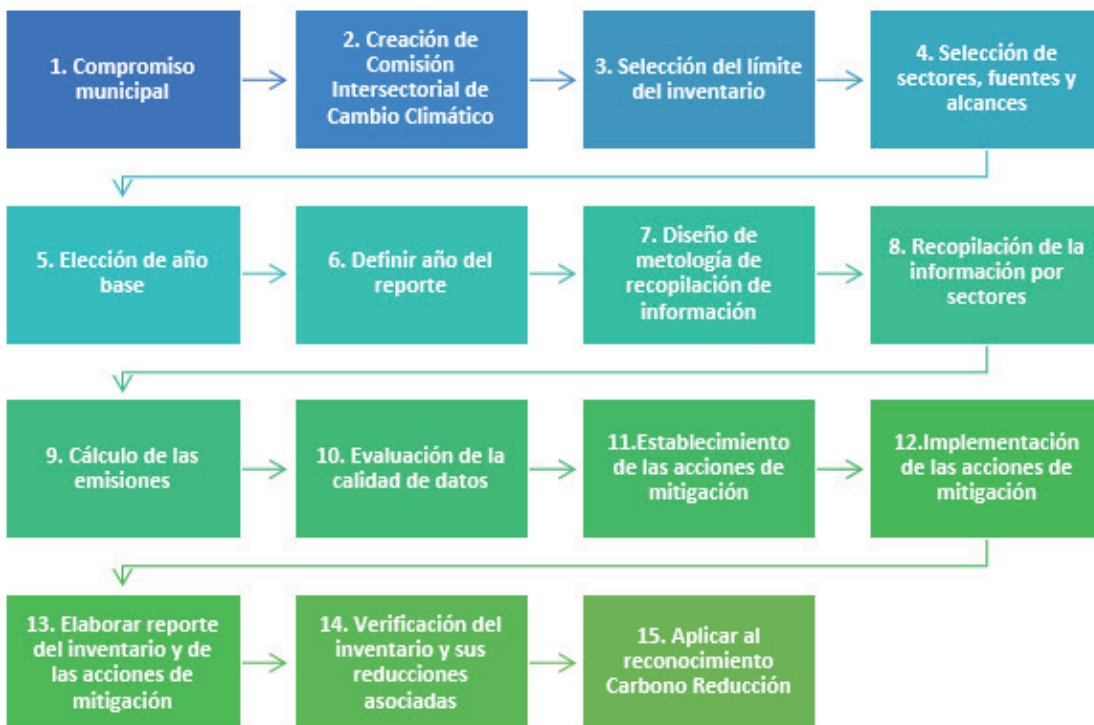 1. Compromiso
municipal
2. Creación de
Comisión
Intersectorial de
Cambio Climático
3. Selección del límite
del inventario
4. Selección de
sectores, fuentes y
alcances
5. Elección de año
base
6. Definir año del
reporte
7. Diseño de
metología de
recopilación de
información
8. Recopilación de la
información por
sectores
9. Cálculo de las
emisiones
10. Evaluación de la
calidad de datos
11.Establecimiento
de las acciones de
mitigación
12.Implementación
de las acciones de
mitigación
13. Elaborar reporte
del inventario y de
las acciones de
mitigación
14. Verificación del
inventario y sus
reducciones
asociadas
15. Aplicar al
reconocimiento
Carbono Reducción